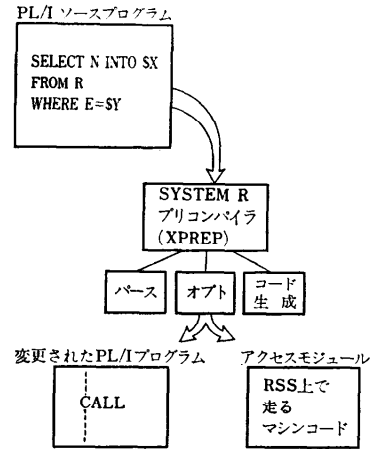 PL/I ソースプログラム
SELECT N INTO $X
FROM R
WHERE E=$Y
SYSTEM R
プリコンパイラ
(XPREP)
パース
オプト
コード
生成
変更されたPL/Iプログラム
アクセスモジュール
CALL
RSS上で
走る
マシンコード